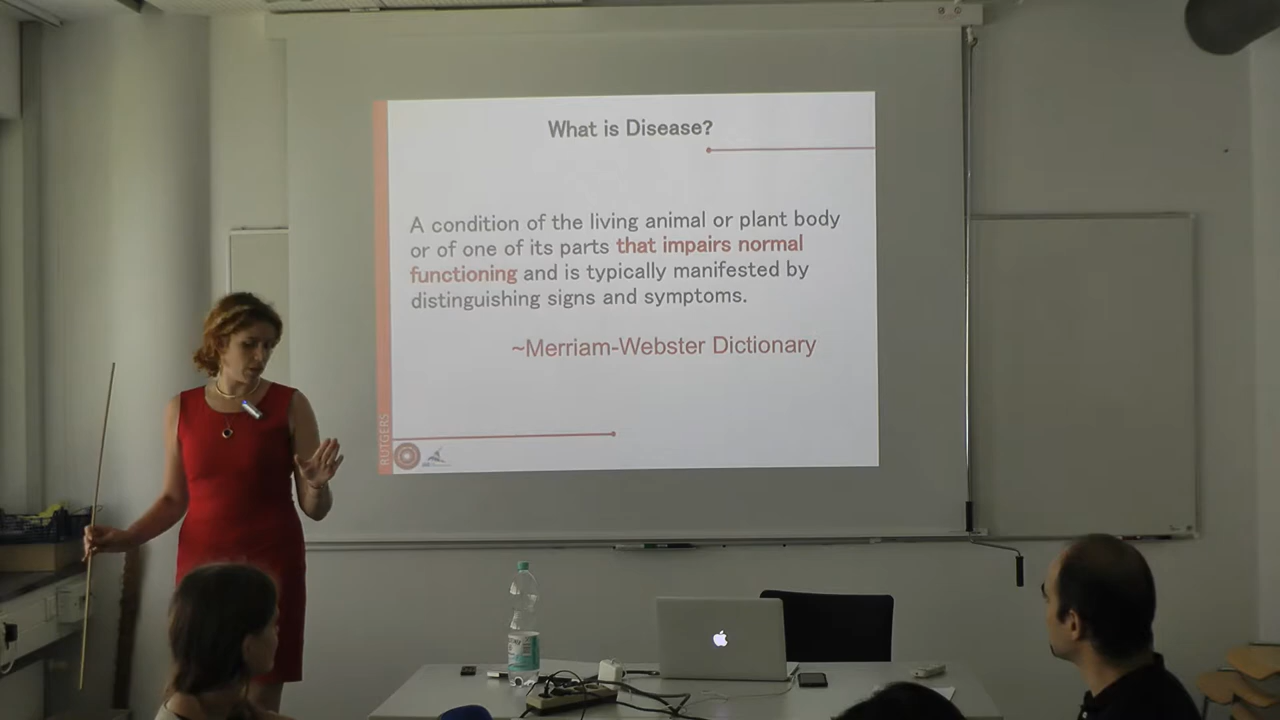 What is Disease?
A condition of the living animal or plant body
or of one of its parts that impairs normal
functioning and is typically manifested by
distinguishing signs and symptoms.
~Merriam-Webster Dictionary
RUTGERS